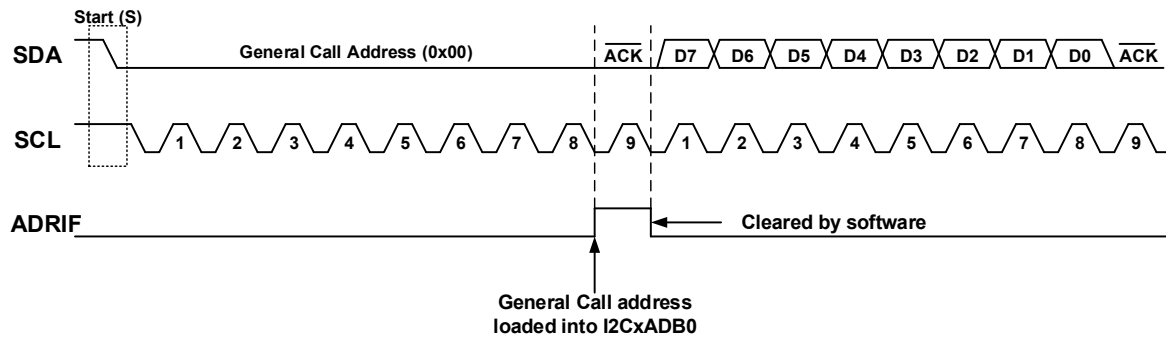 Start (S)
SDA General Call Address (0x00) ACK D7 D6 D5 D4 D3 D2 D1 D0 ACK
SCL 1 2 3 4 5 6 7 8 9 1 2 3 4 5 6 7 8 9
ADRIF Cleared by software
General Call address
loaded into I2CxADB0